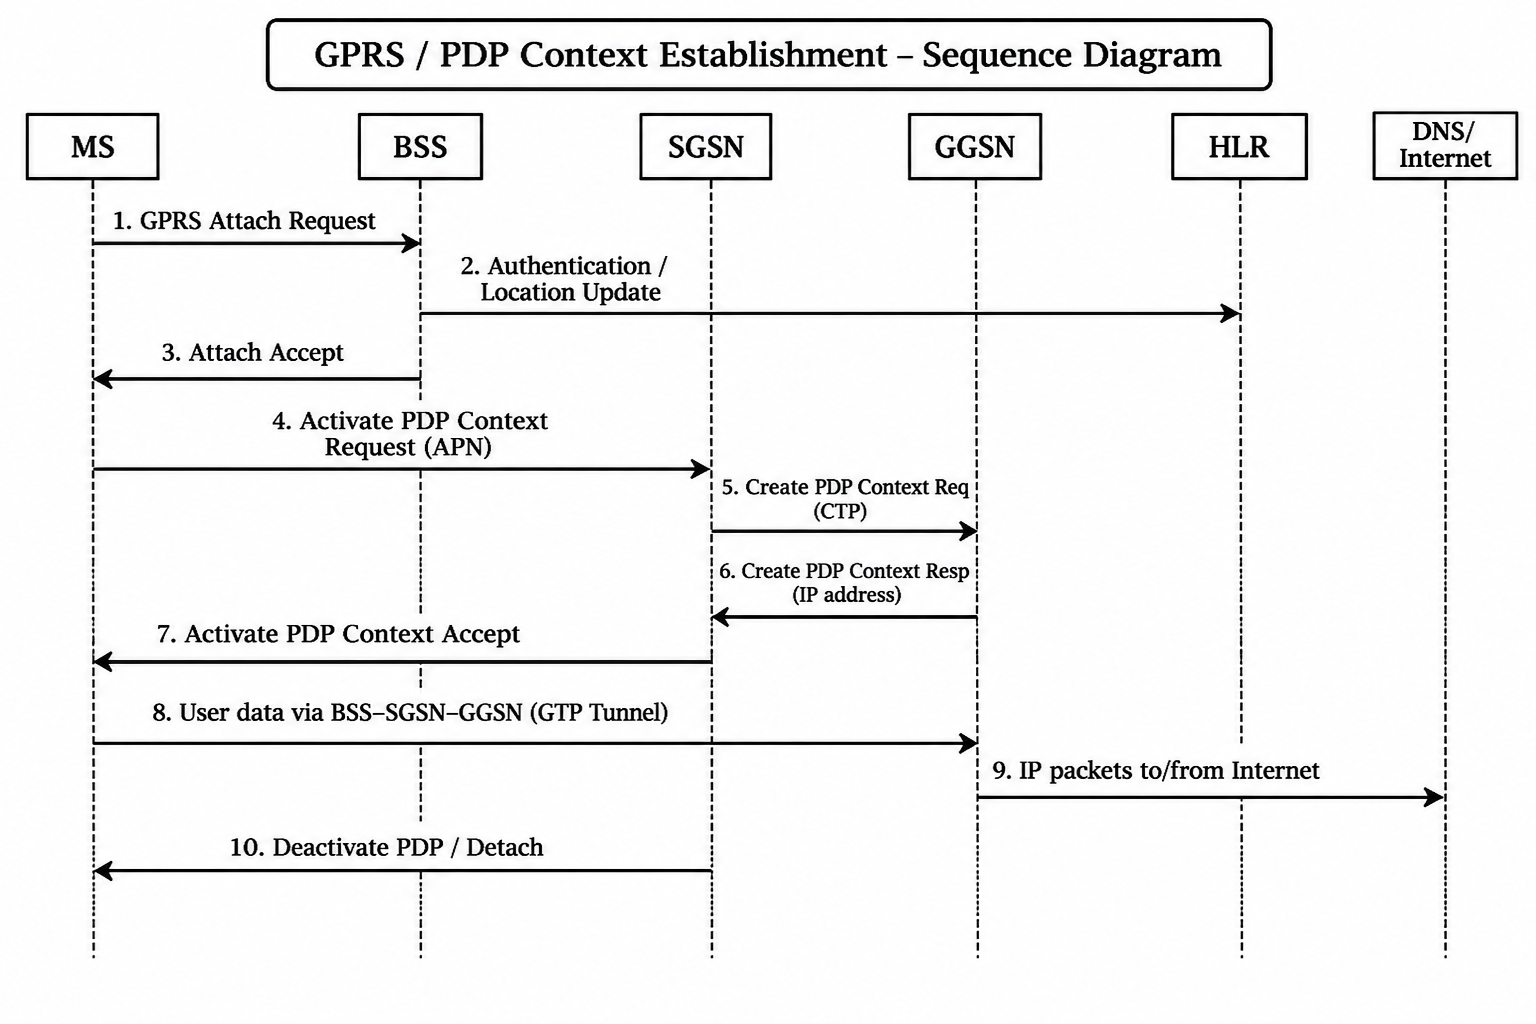 GPRS / PDP Context Establishment – Sequence Diagram
MS
BSS
SGSN
GGSN
HLR
DNS/
Internet
1. GPRS Attach Request
2. Authentication /
Location Update
3. Attach Accept
4. Activate PDP Context
Request (APN)
5. Create PDP Context Req
(CTP)
6. Create PDP Context Resp
(IP address)
7. Activate PDP Context Accept
8. User data via BSS–SGSN–GGSN (GTP Tunnel)
9. IP packets to/from Internet
10. Deactivate PDP / Detach